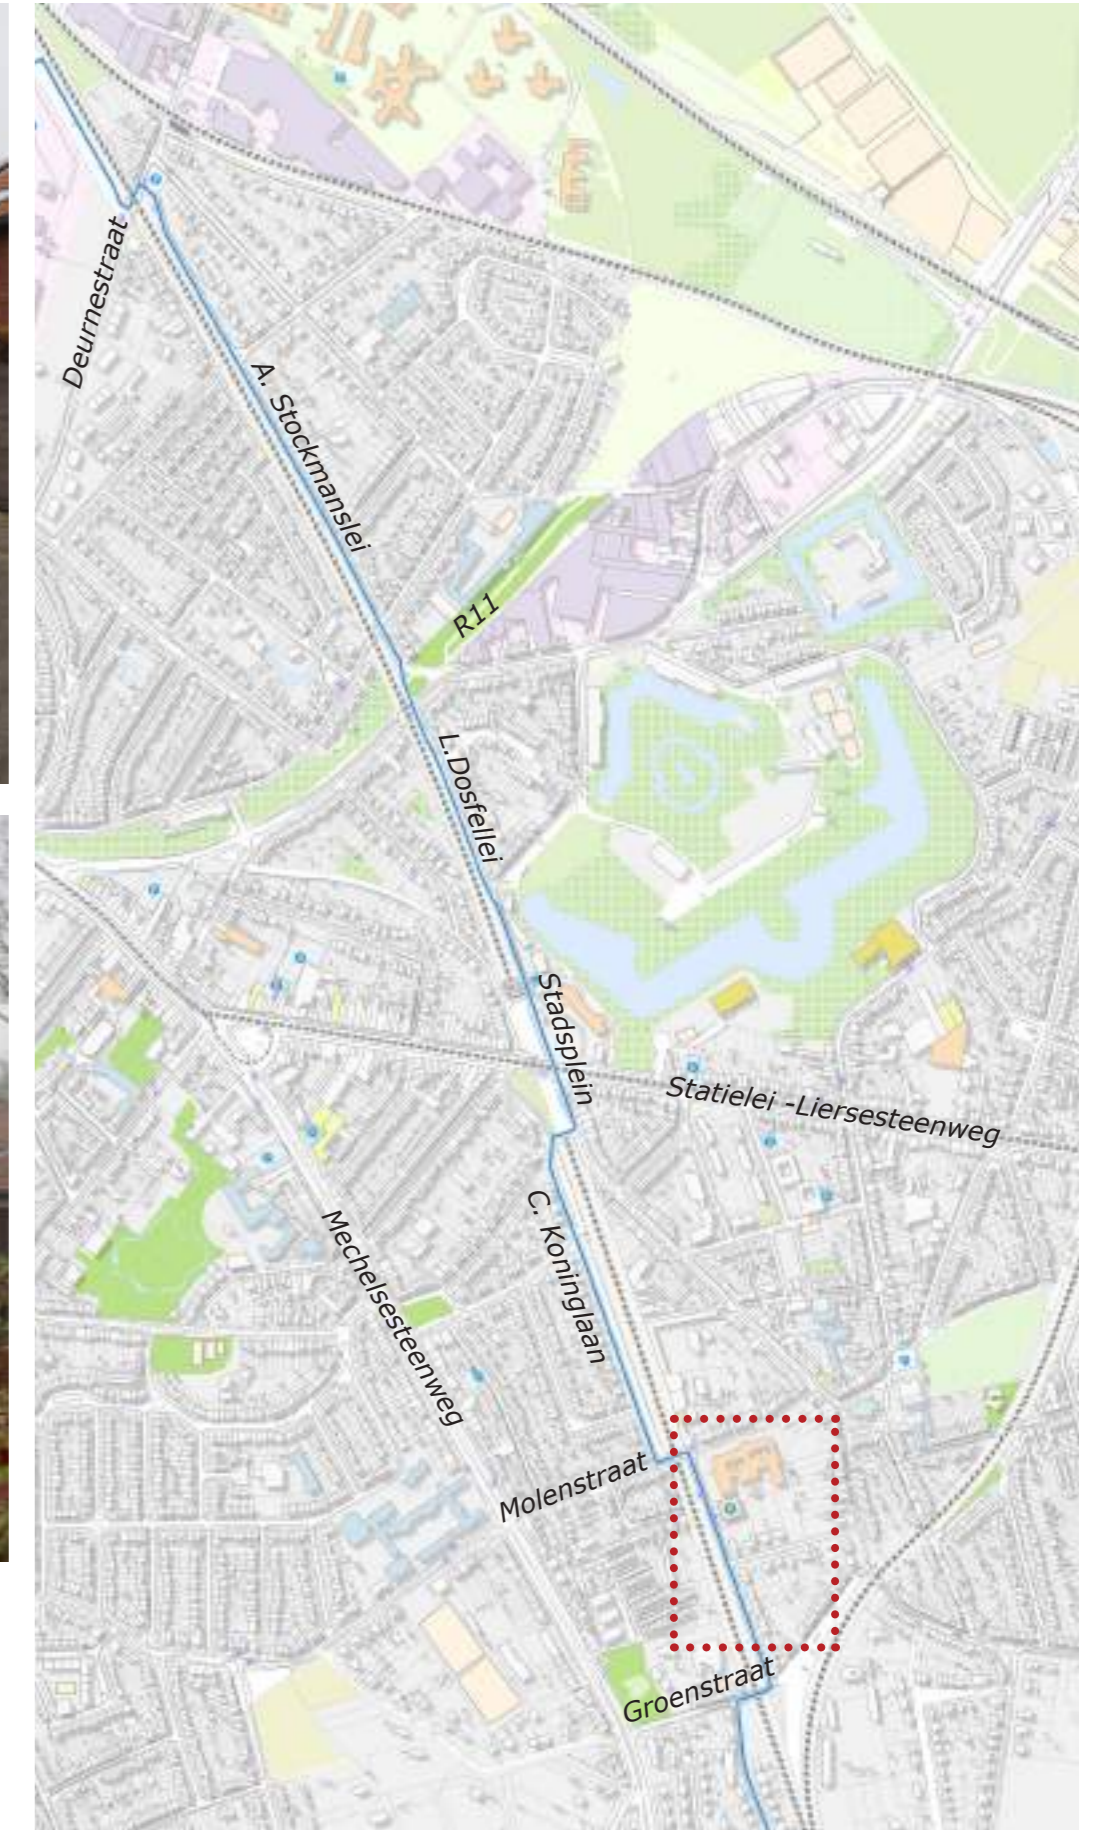 Deurnestraat
A. Stockmanslei
R11
L.Dosfellei
Stadsplein
Statielei -Liersesteenweg
C. Koninglaan
Mechelsesteenweg
Molenstraat
Groenstraat